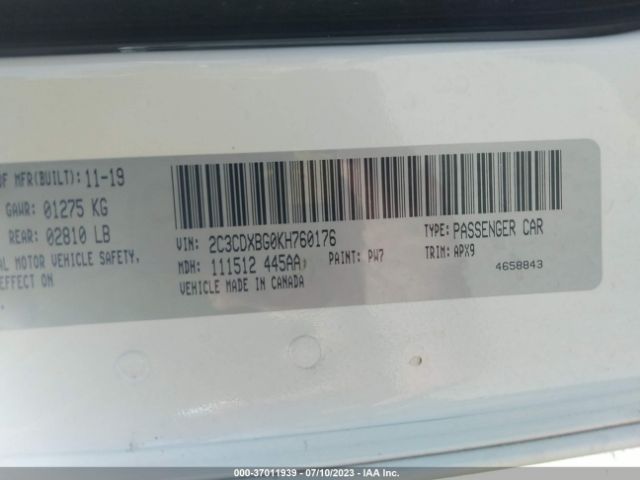 OF MFR(BUILT): 11-19
GAWR: 01275 KG
REAR: 02810 LB
AL MOTOR VEHICLE SAFETY,
EFFECT ON
VIN: 2C3CDXBG0KH760176
TYPE: PASSENGER CAR
MDH: 111512 445AA
PAINT: PW7
TRIM: APX9
VEHICLE MADE IN CANADA
4658843
000-37011939 - 07/10/2023 - IAA Inc.